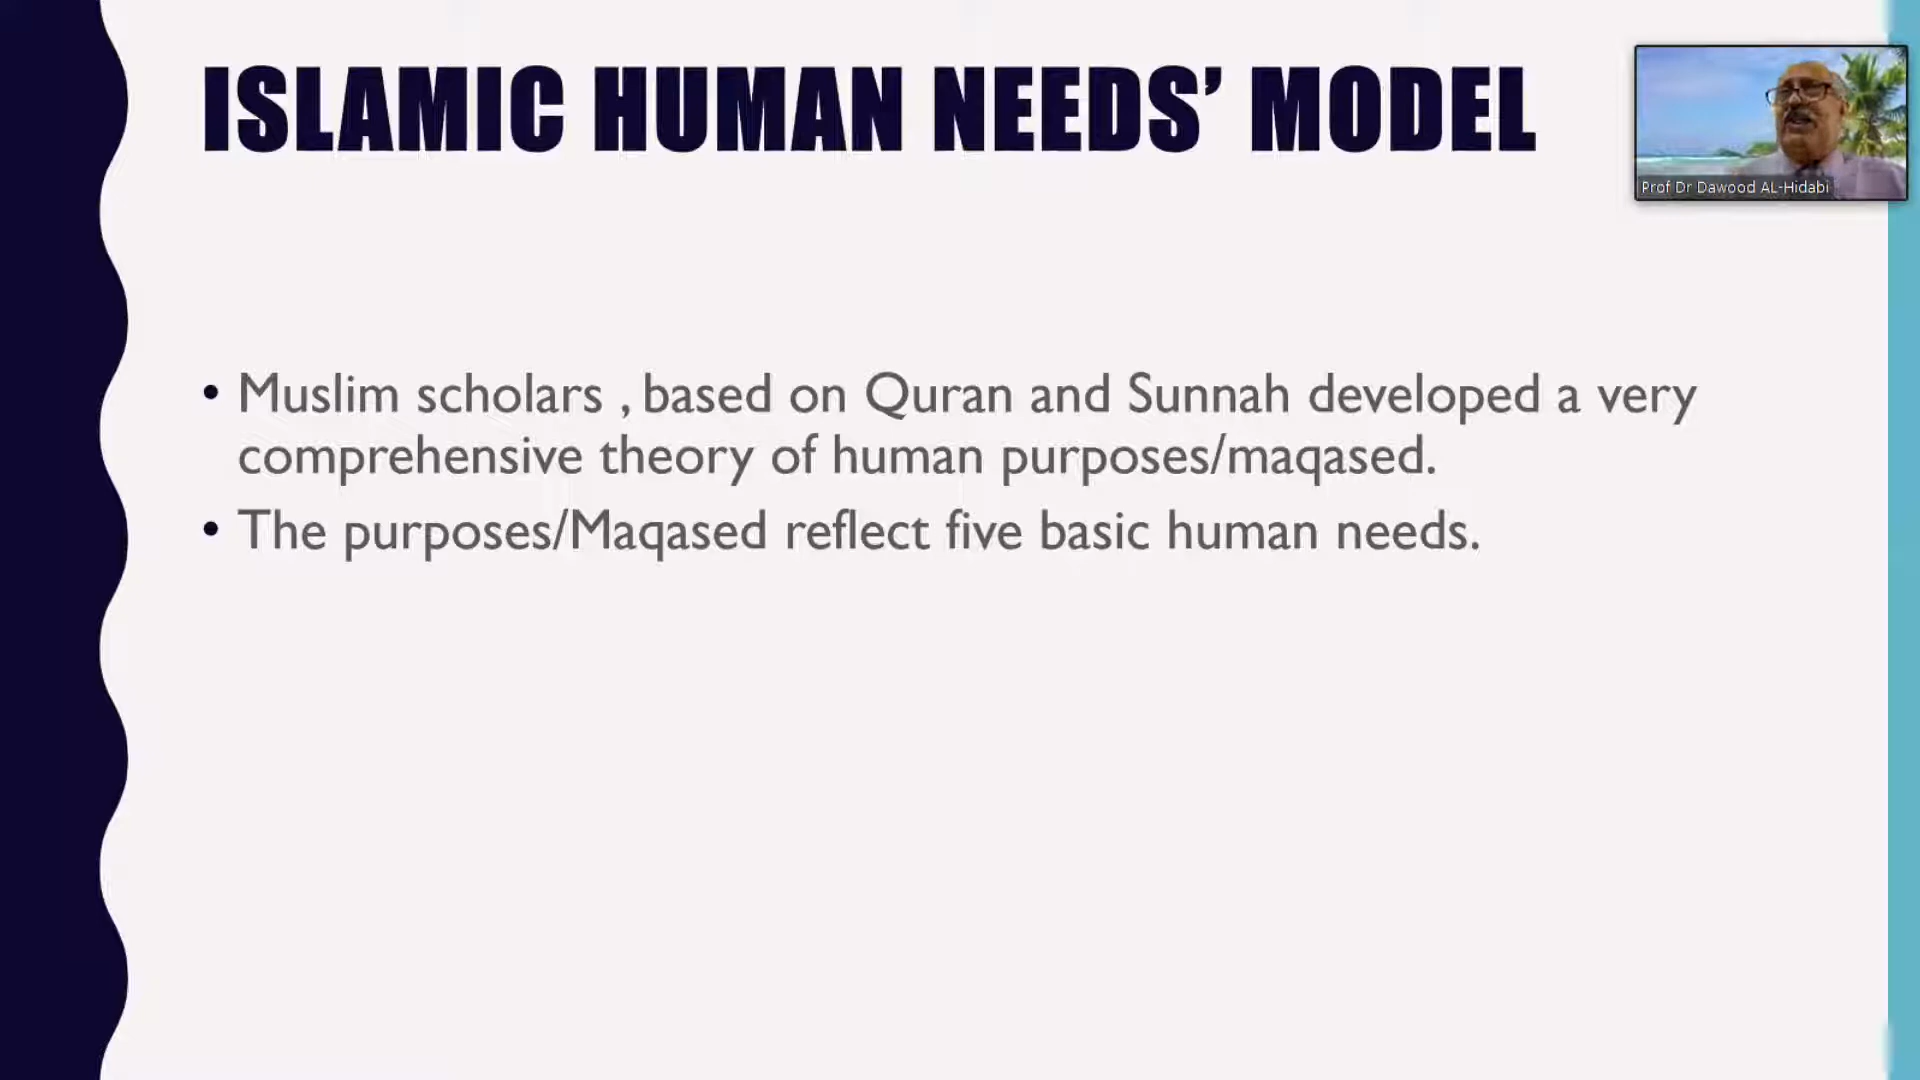 ISLAMIC HUMAN NEEDS’ MODEL
Prof Dr Dawood AL-Hidabi
• Muslim scholars , based on Quran and Sunnah developed a very
comprehensive theory of human purposes/maqased.
• The purposes/Maqased reflect five basic human needs.